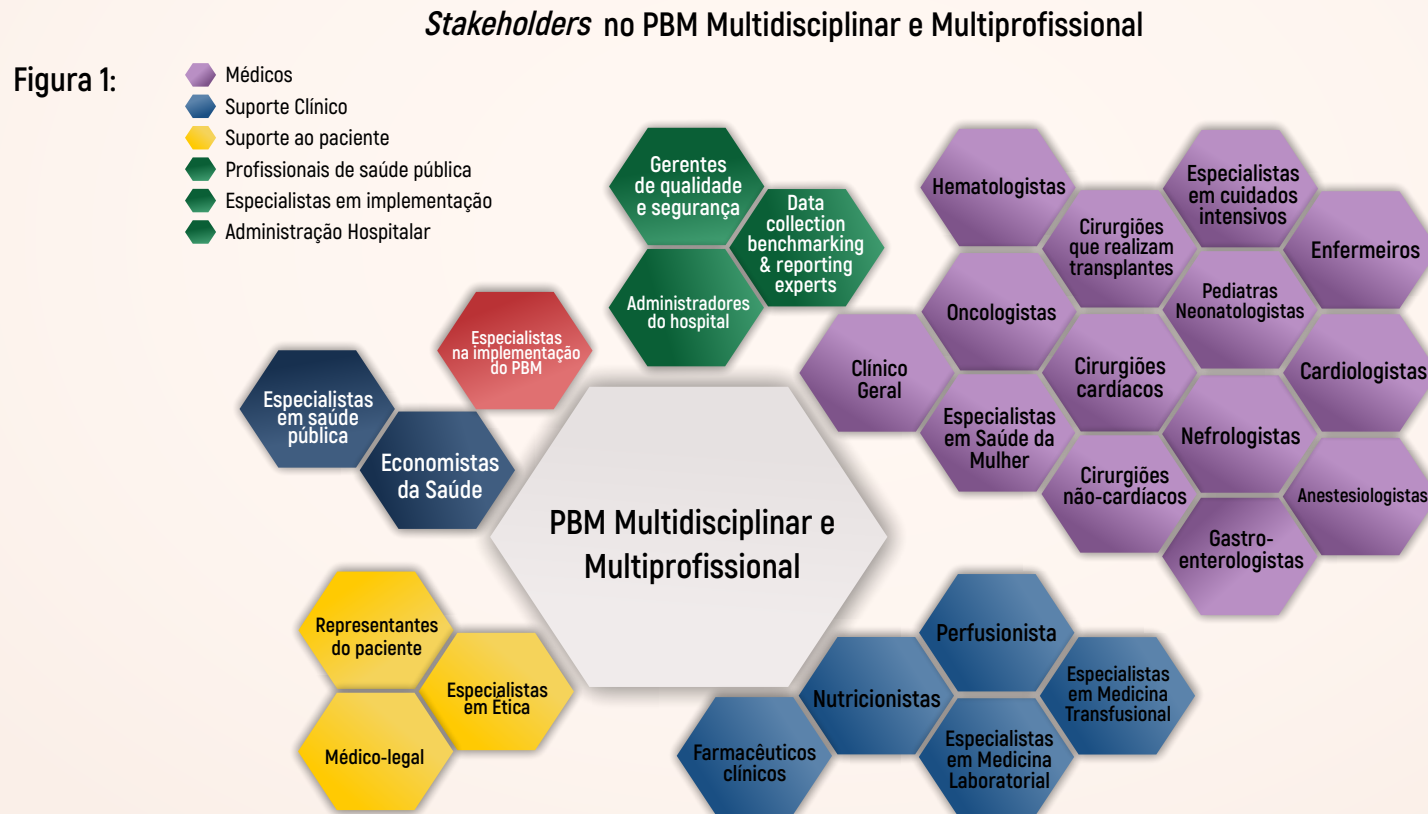 Stakeholders no PBM Multidisciplinar e Multiprofissional
Figura 1:
Médicos
Suporte Clínico
Suporte ao paciente
Profissionais de saúde pública
Especialistas em implementação
Administração Hospitalar
Gerentes
de qualidade
e segurança
Data
collection
benchmarking
& reporting
experts
Administradores
do hospital
Especialistas
na implementação
do PBM
Especialistas
em saúde
pública
Economistas
da Saúde
Hematologistas
Cirurgiões
que realizam
transplantes
Especialistas
em cuidados
intensivos
Enfermeiros
Oncologistas
Pediatras
Neonatologistas
Clínico
Geral
Cirurgiões
cardíacos
Cardiologistas
Especialistas
em Saúde da
Mulher
Nefrologistas
Cirurgiões
não-cardíacos
Anestesiologistas
Gastro-
enterologistas
PBM Multidisciplinar e
Multiprofissional
Representantes
do paciente
Especialistas
em Ética
Médico-legal
Perfusionista
Nutricionistas
Especialistas
em Medicina
Transfusional
Farmacêuticos
clínicos
Especialistas
em Medicina
Laboratorial